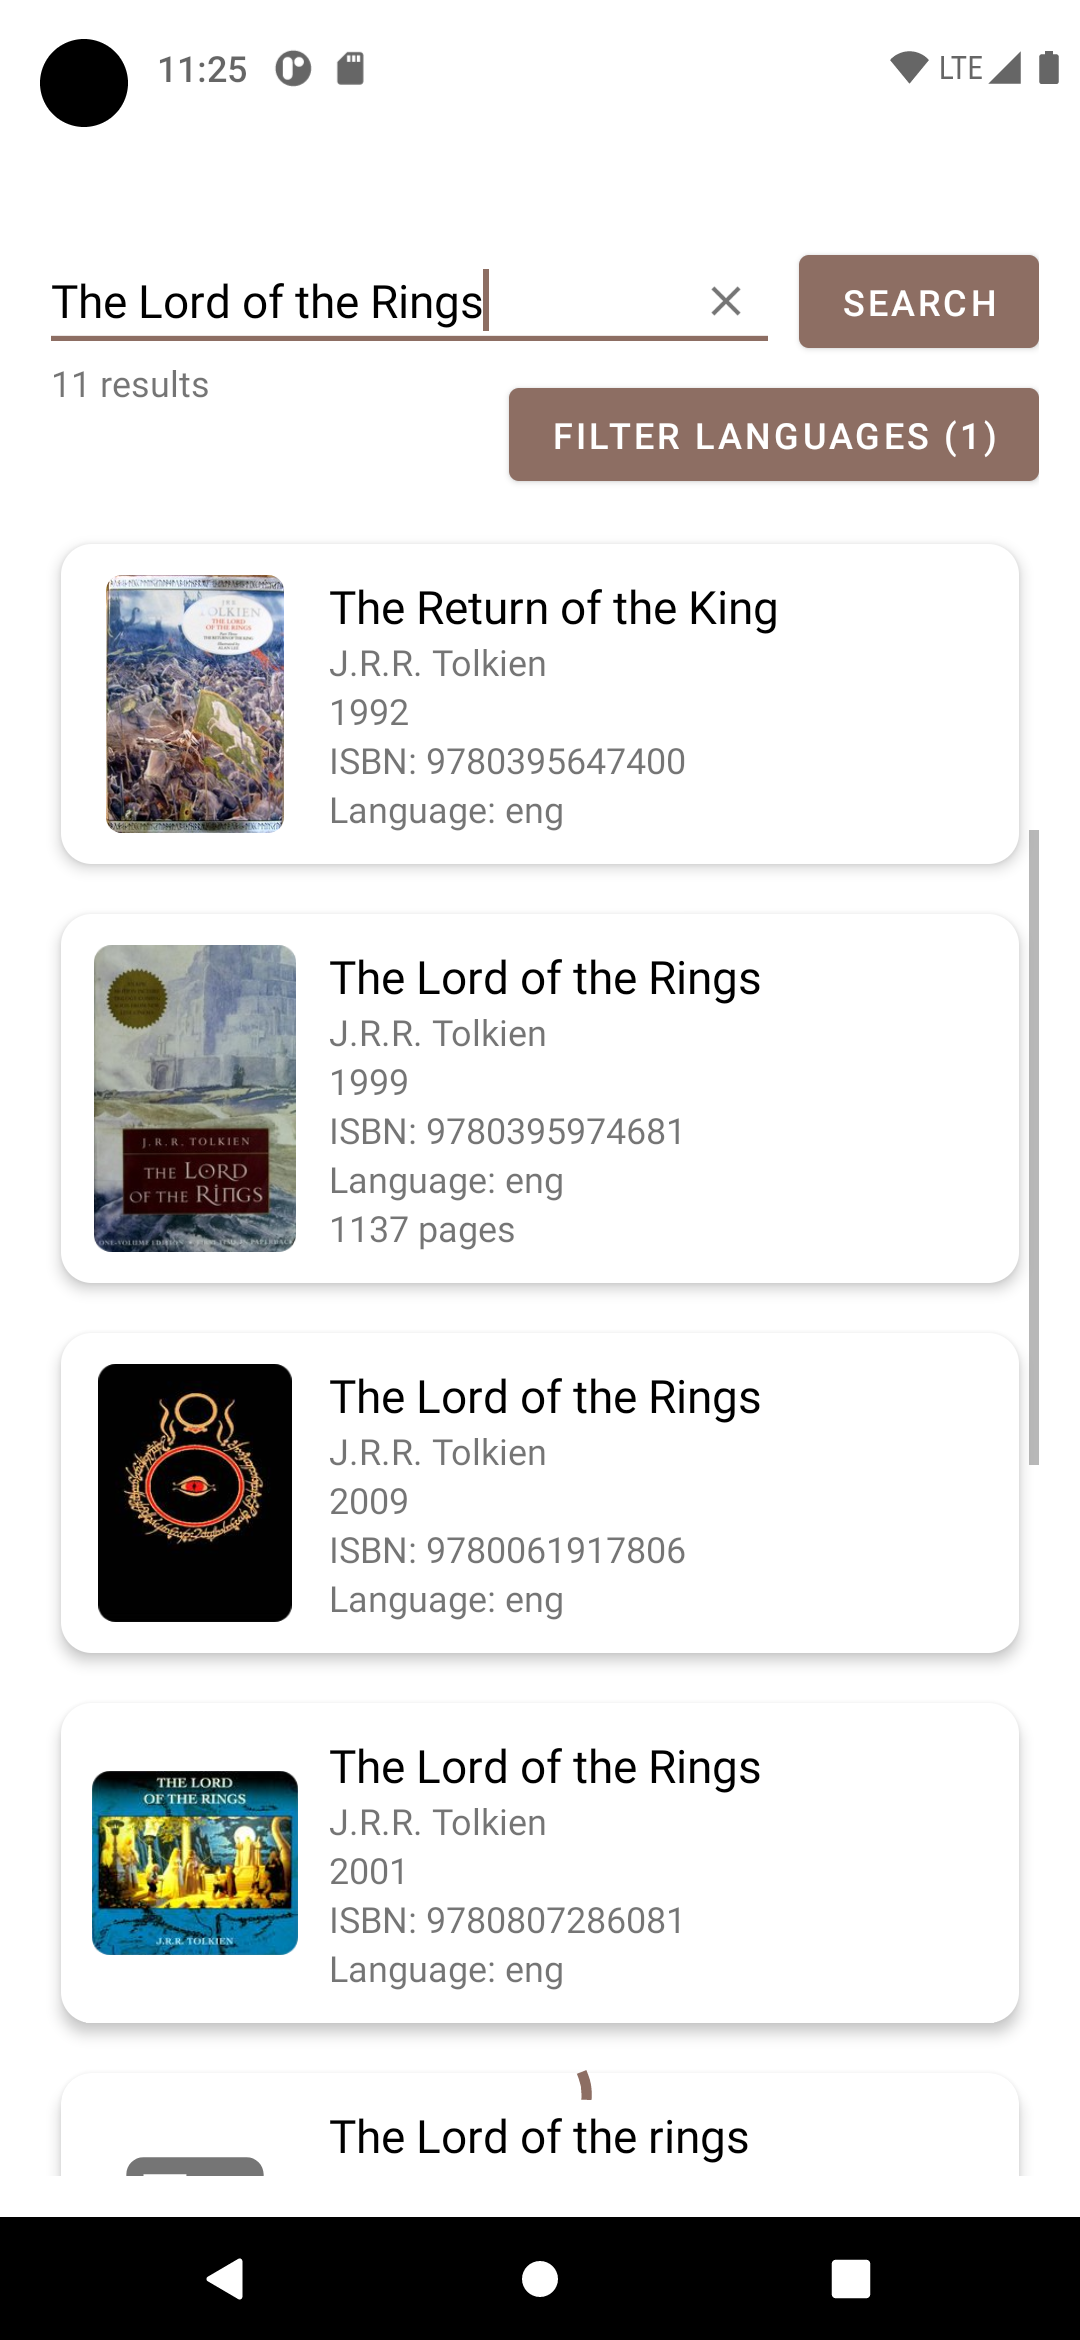 11:25 LTE
The Lord of the Rings
SEARCH
11 results
FILTER LANGUAGES (1)
TOLKIEN
THE LORD
OF THE RINGS
The Return of the King
J.R.R. Tolkien
1992
ISBN: 9780395647400
Language: eng
J.R.R. TOLKIEN
THE LORD
OF THE RINGS
The Lord of the Rings
J.R.R. Tolkien
1999
ISBN: 9780395974681
Language: eng
1137 pages
The Lord of the Rings
J.R.R. Tolkien
2009
ISBN: 9780061917806
Language: eng
THE LORD
OF THE RINGS
J.R.R. TOLKIEN
The Lord of the Rings
J.R.R. Tolkien
2001
ISBN: 9780807286081
Language: eng
The Lord of the rings